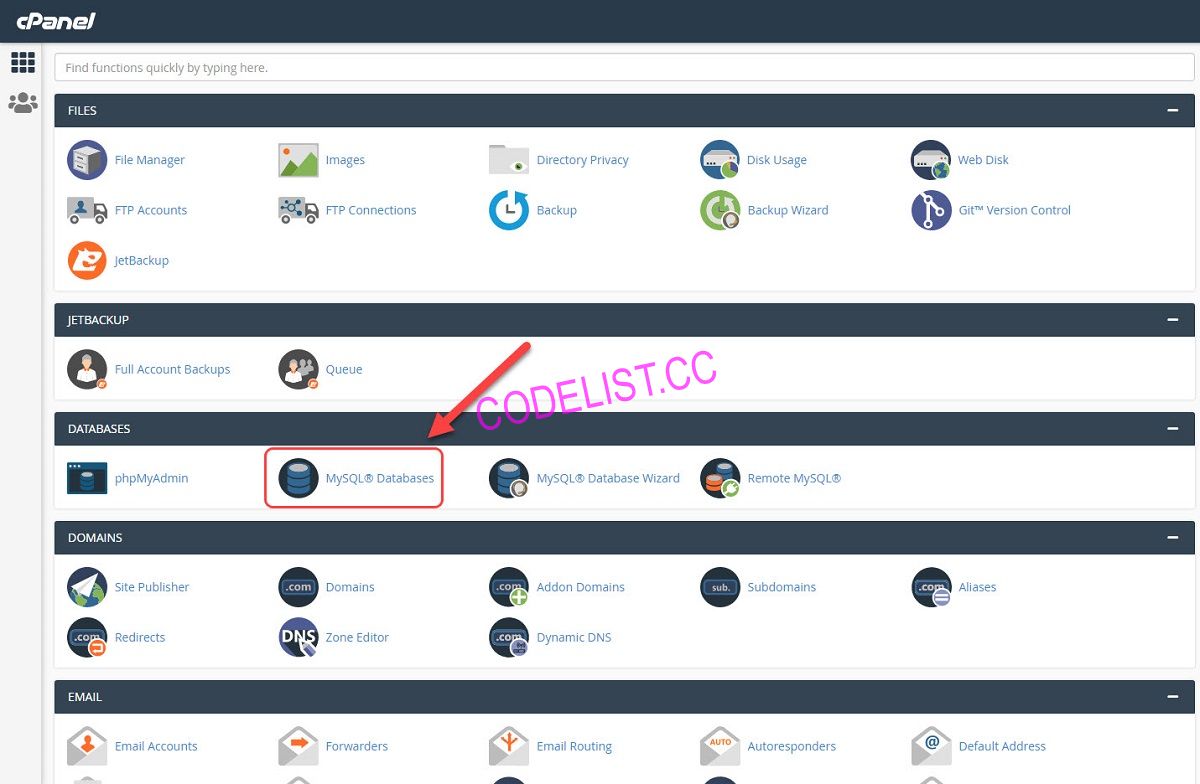 cPanel
Find functions quickly by typing here.
FILES
File Manager
Images
Directory Privacy
Disk Usage
Web Disk
FTP Accounts
FTP Connections
Backup
Backup Wizard
Git™ Version Control
JetBackup
JETBACKUP
Full Account Backups
Queue
CODELIST.CC
DATABASES
phpMyAdmin
MySQL® Databases
MySQL® Database Wizard
Remote MySQL®
DOMAINS
Site Publisher
.com
Domains
.com
Addon Domains
sub.
Subdomains
.com
Aliases
.com
Redirects
DNS
Zone Editor
.com
Dynamic DNS
EMAIL
Email Accounts
Forwarders
Email Routing
AUTO
Autoresponders
@
Default Address